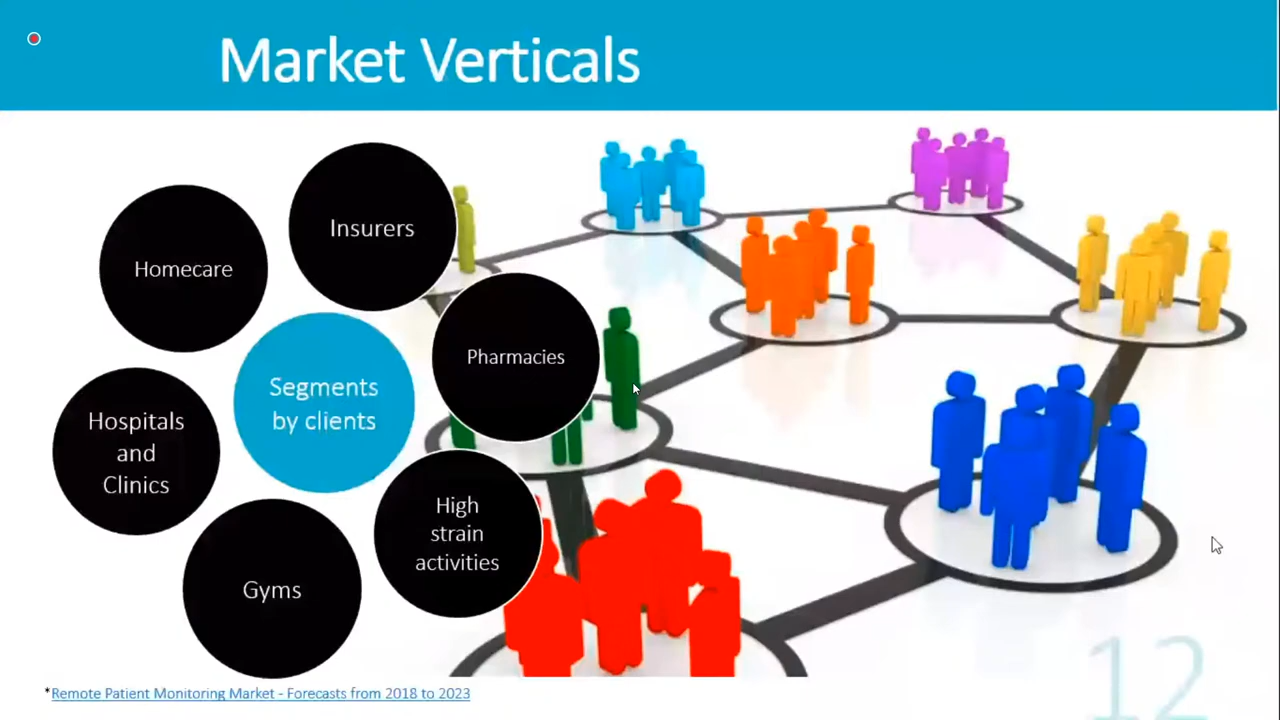 Market Verticals
Insurers
Homecare
Pharmacies
Segments
by clients
Hospitals
and
Clinics
High
strain
activities
Gyms
*Remote Patient Monitoring Market - Forecasts from 2018 to 2023
12